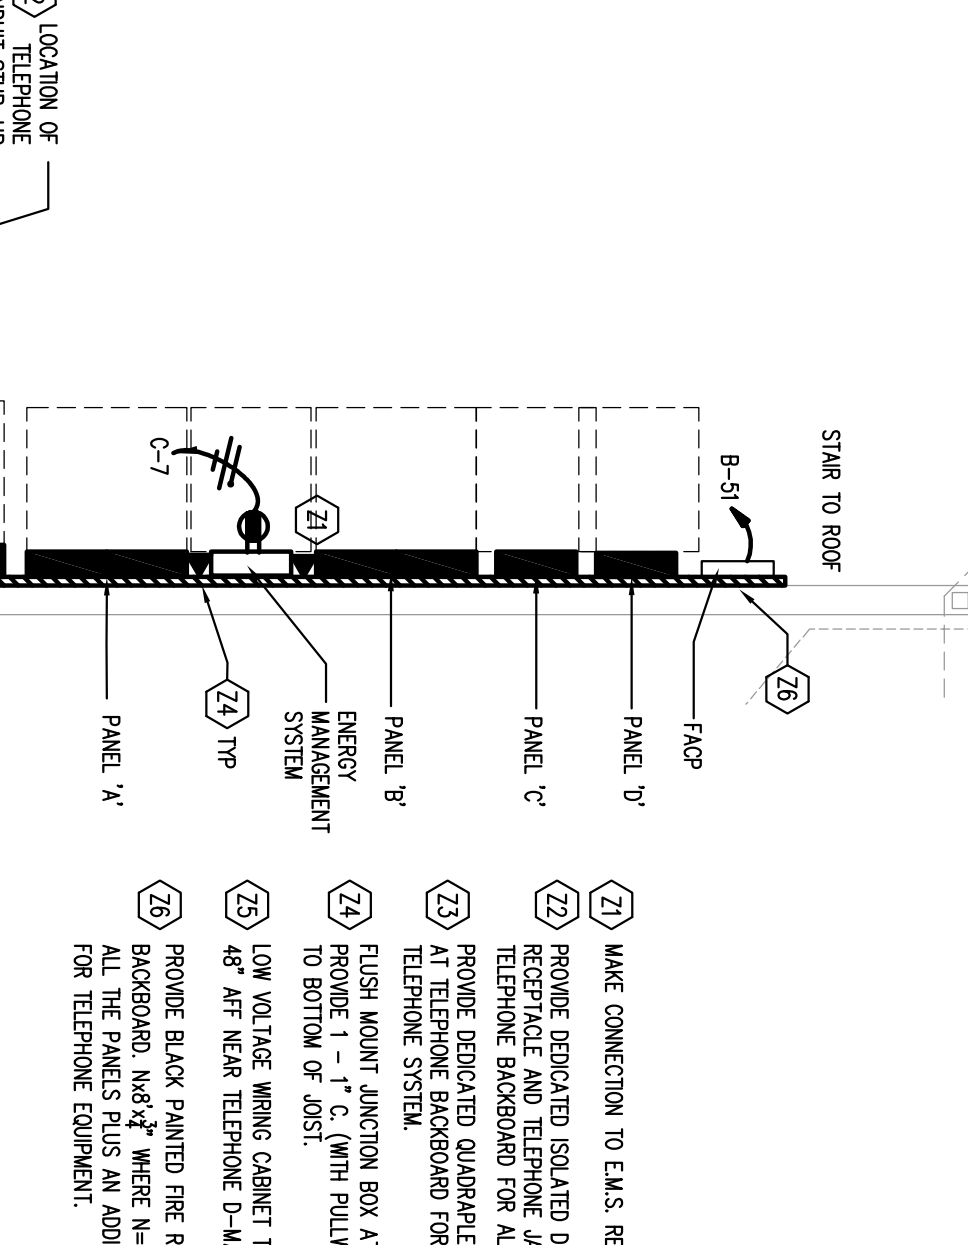 LOCATION OF
TELEPHONE
STAIR TO ROOF
B-51
C-7
Z1
Z6
FACP
PANEL 'D'
PANEL 'C'
PANEL 'B'
ENERGY
MANAGEMENT
SYSTEM
Z4 TYP
PANEL 'A'
Z1 MAKE CONNECTION TO E.M.S. RE
Z2 PROVIDE DEDICATED ISOLATED D
RECEPTACLE AND TELEPHONE JA
TELEPHONE BACKBOARD FOR AL
Z3 PROVIDE DEDICATED QUADRAPLE
AT TELEPHONE BACKBOARD FOR
TELEPHONE SYSTEM.
Z4 FLUSH MOUNT JUNCTION BOX AT
PROVIDE 1 - 1" C. (WITH PULLW
TO BOTTOM OF JOIST.
Z5 LOW VOLTAGE WIRING CABINET T
48" AFF NEAR TELEPHONE D-MA
Z6 PROVIDE BLACK PAINTED FIRE R
BACKBOARD. Nx8'x3/4" WHERE N=
ALL THE PANELS PLUS AN ADDI
FOR TELEPHONE EQUIPMENT.